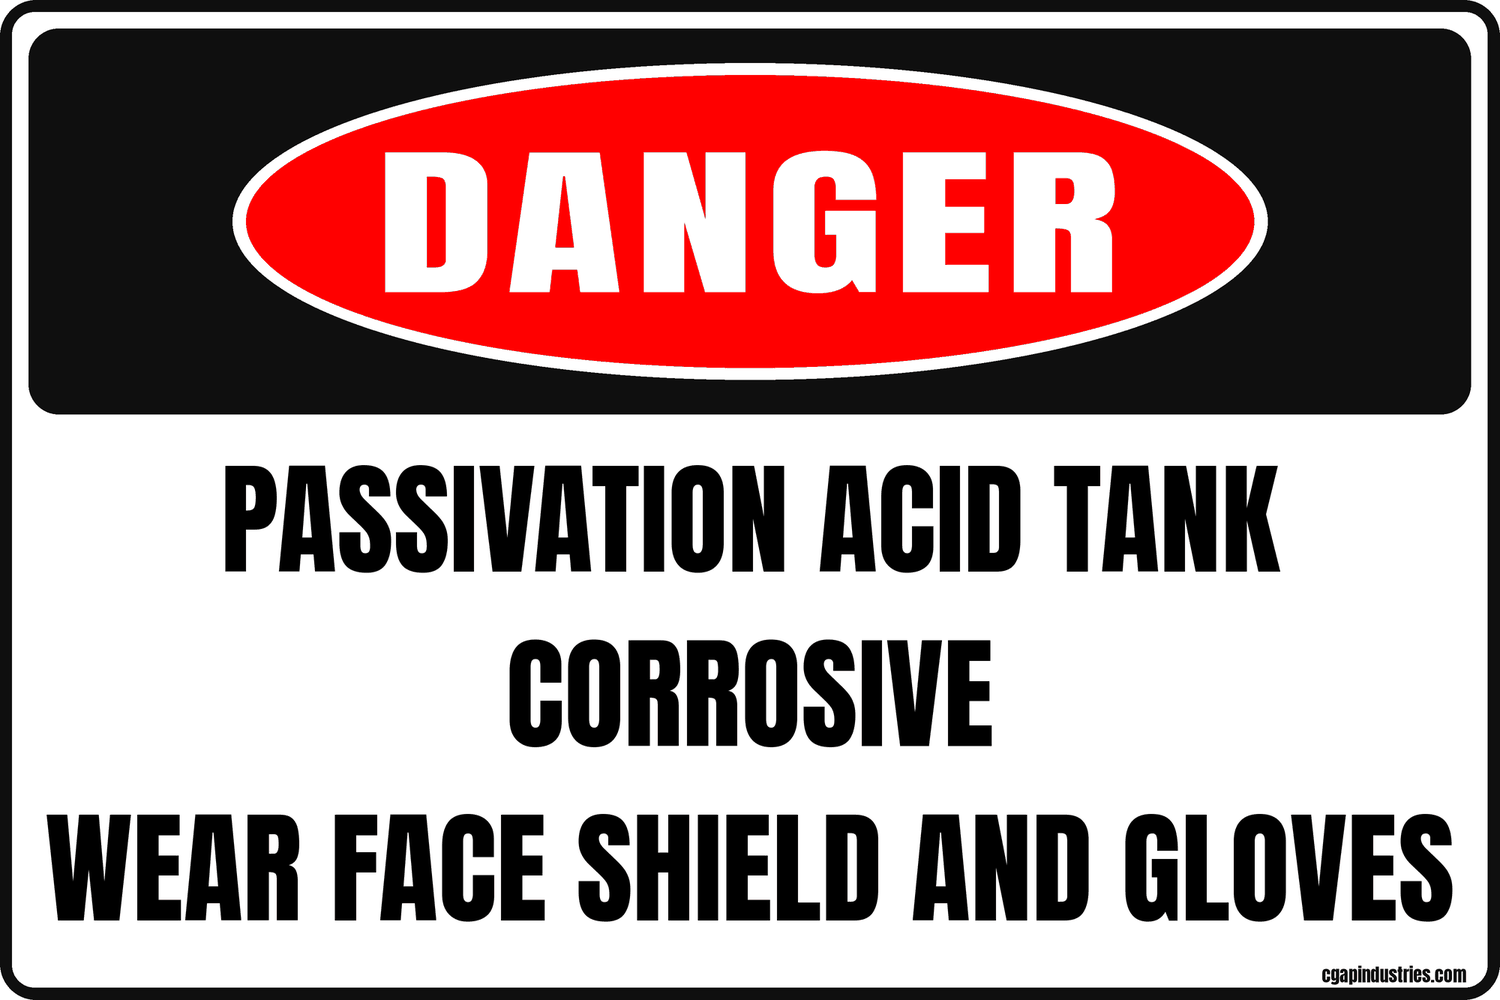 DANGER
PASSIVATION ACID TANK
CORROSIVE
WEAR FACE SHIELD AND GLOVES
cgapindustries.com